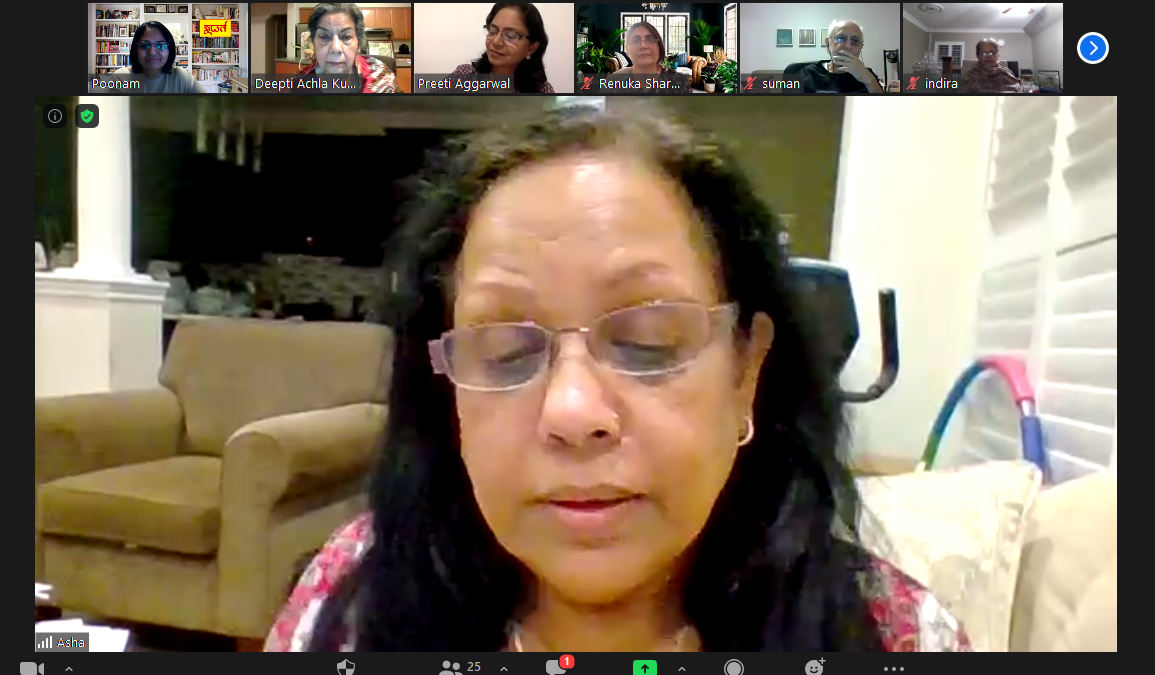 Poonam
Deepti Achla Ku...
Preeti Aggarwal
Renuka Shar...
suman
indira
Asha
25
1